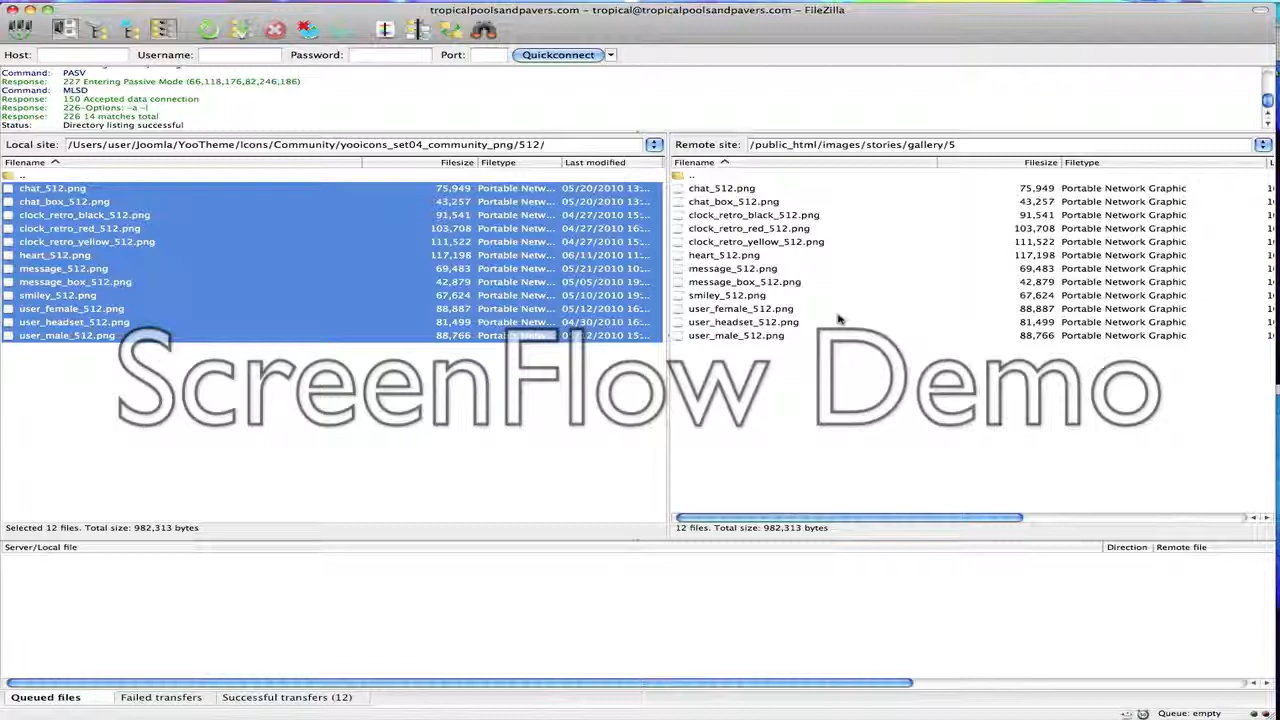 tropicalpoolsandpavers.com - tropical@tropicalpoolsandpavers.com - FileZilla
Host: Username: Password: Port: Quickconnect
Command: PASV
Response: 227 Entering Passive Mode (66,118,176,82,246,186)
Command: MLSD
Response: 150 Accepted data connection
Response: 226-Options: -a -l
Response: 226 14 matches total
Status: Directory listing successful
Local site: /Users/user/Joomla/YooTheme/Icons/Community/yooicons_set04_community_png/512/
Filename Filesize Filetype Last modified
..
chat_512.png 75,949 Portable Netw... 05/20/2010 13:...
chat_box_512.png 43,257 Portable Netw... 05/20/2010 13:...
clock_retro_black_512.png 91,541 Portable Netw... 04/27/2010 15:...
clock_retro_red_512.png 103,708 Portable Netw... 04/27/2010 16:...
clock_retro_yellow_512.png 111,522 Portable Netw... 04/27/2010 15:...
heart_512.png 117,198 Portable Netw... 06/11/2010 11:...
message_512.png 69,483 Portable Netw... 05/21/2010 10:...
message_box_512.png 42,879 Portable Netw... 05/05/2010 19:...
smiley_512.png 67,624 Portable Netw... 05/10/2010 19:...
user_female_512.png 88,887 Portable Netw... 05/12/2010 16:...
user_headset_512.png 81,499 Portable Netw... 04/30/2010 16:...
user_male_512.png 88,766 Portable Netw... 05/12/2010 15:...
Selected 12 files. Total size: 982,313 bytes
Remote site: /public_html/images/stories/gallery/5
Filename Filesize Filetype L
..
chat_512.png 75,949 Portable Network Graphic
chat_box_512.png 43,257 Portable Network Graphic
clock_retro_black_512.png 91,541 Portable Network Graphic
clock_retro_red_512.png 103,708 Portable Network Graphic
clock_retro_yellow_512.png 111,522 Portable Network Graphic
heart_512.png 117,198 Portable Network Graphic
message_512.png 69,483 Portable Network Graphic
message_box_512.png 42,879 Portable Network Graphic
smiley_512.png 67,624 Portable Network Graphic
user_female_512.png 88,887 Portable Network Graphic
user_headset_512.png 81,499 Portable Network Graphic
user_male_512.png 88,766 Portable Network Graphic
12 files. Total size: 982,313 bytes
ScreenFlow Demo
Server/Local file Direction Remote file
Queued files Failed transfers Successful transfers (12)
Queue: empty